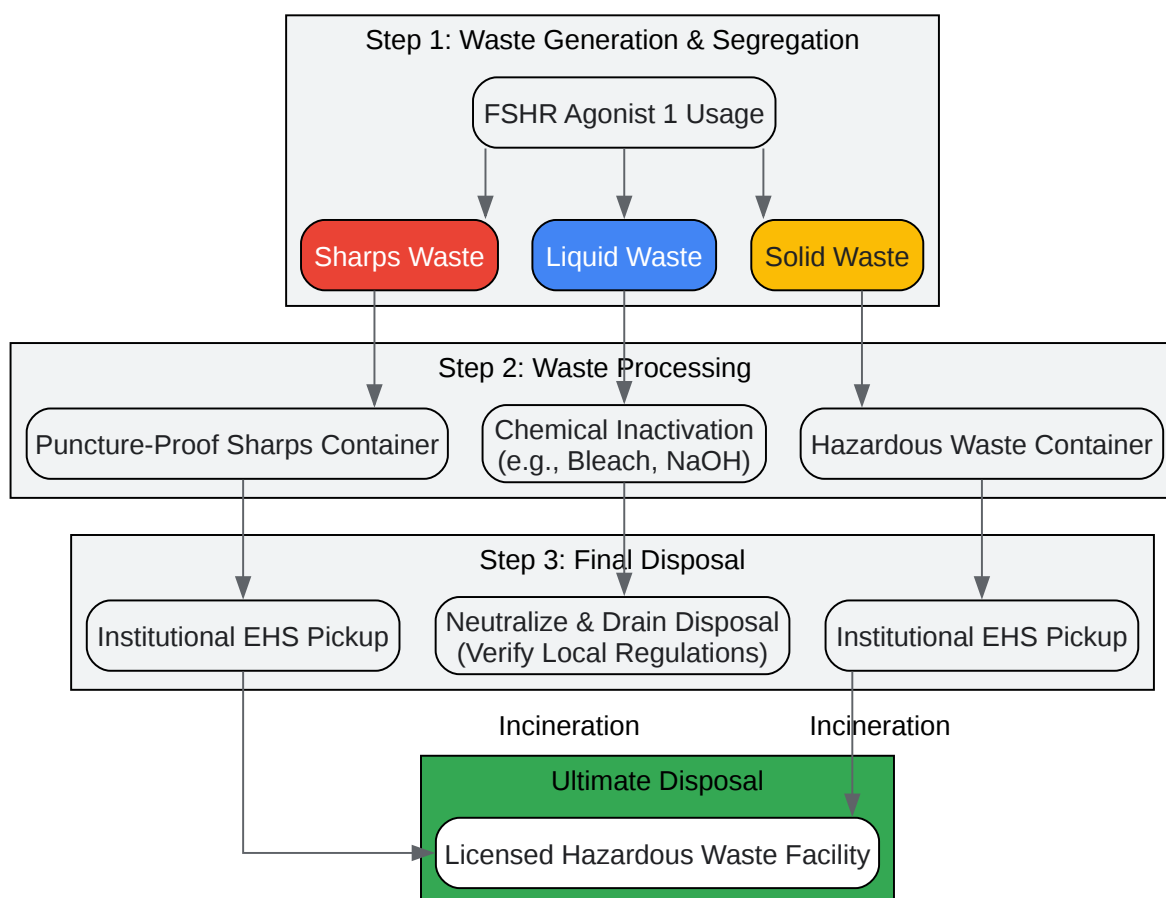 Step 1: Waste Generation & Segregation
FSHR Agonist 1 Usage
Sharps Waste
Liquid Waste
Solid Waste
Step 2: Waste Processing
Puncture-Proof Sharps Container
Chemical Inactivation
(e.g., Bleach, NaOH)
Hazardous Waste Container
Step 3: Final Disposal
Institutional EHS Pickup
Neutralize & Drain Disposal
(Verify Local Regulations)
Institutional EHS Pickup
Incineration
Incineration
Ultimate Disposal
Licensed Hazardous Waste Facility